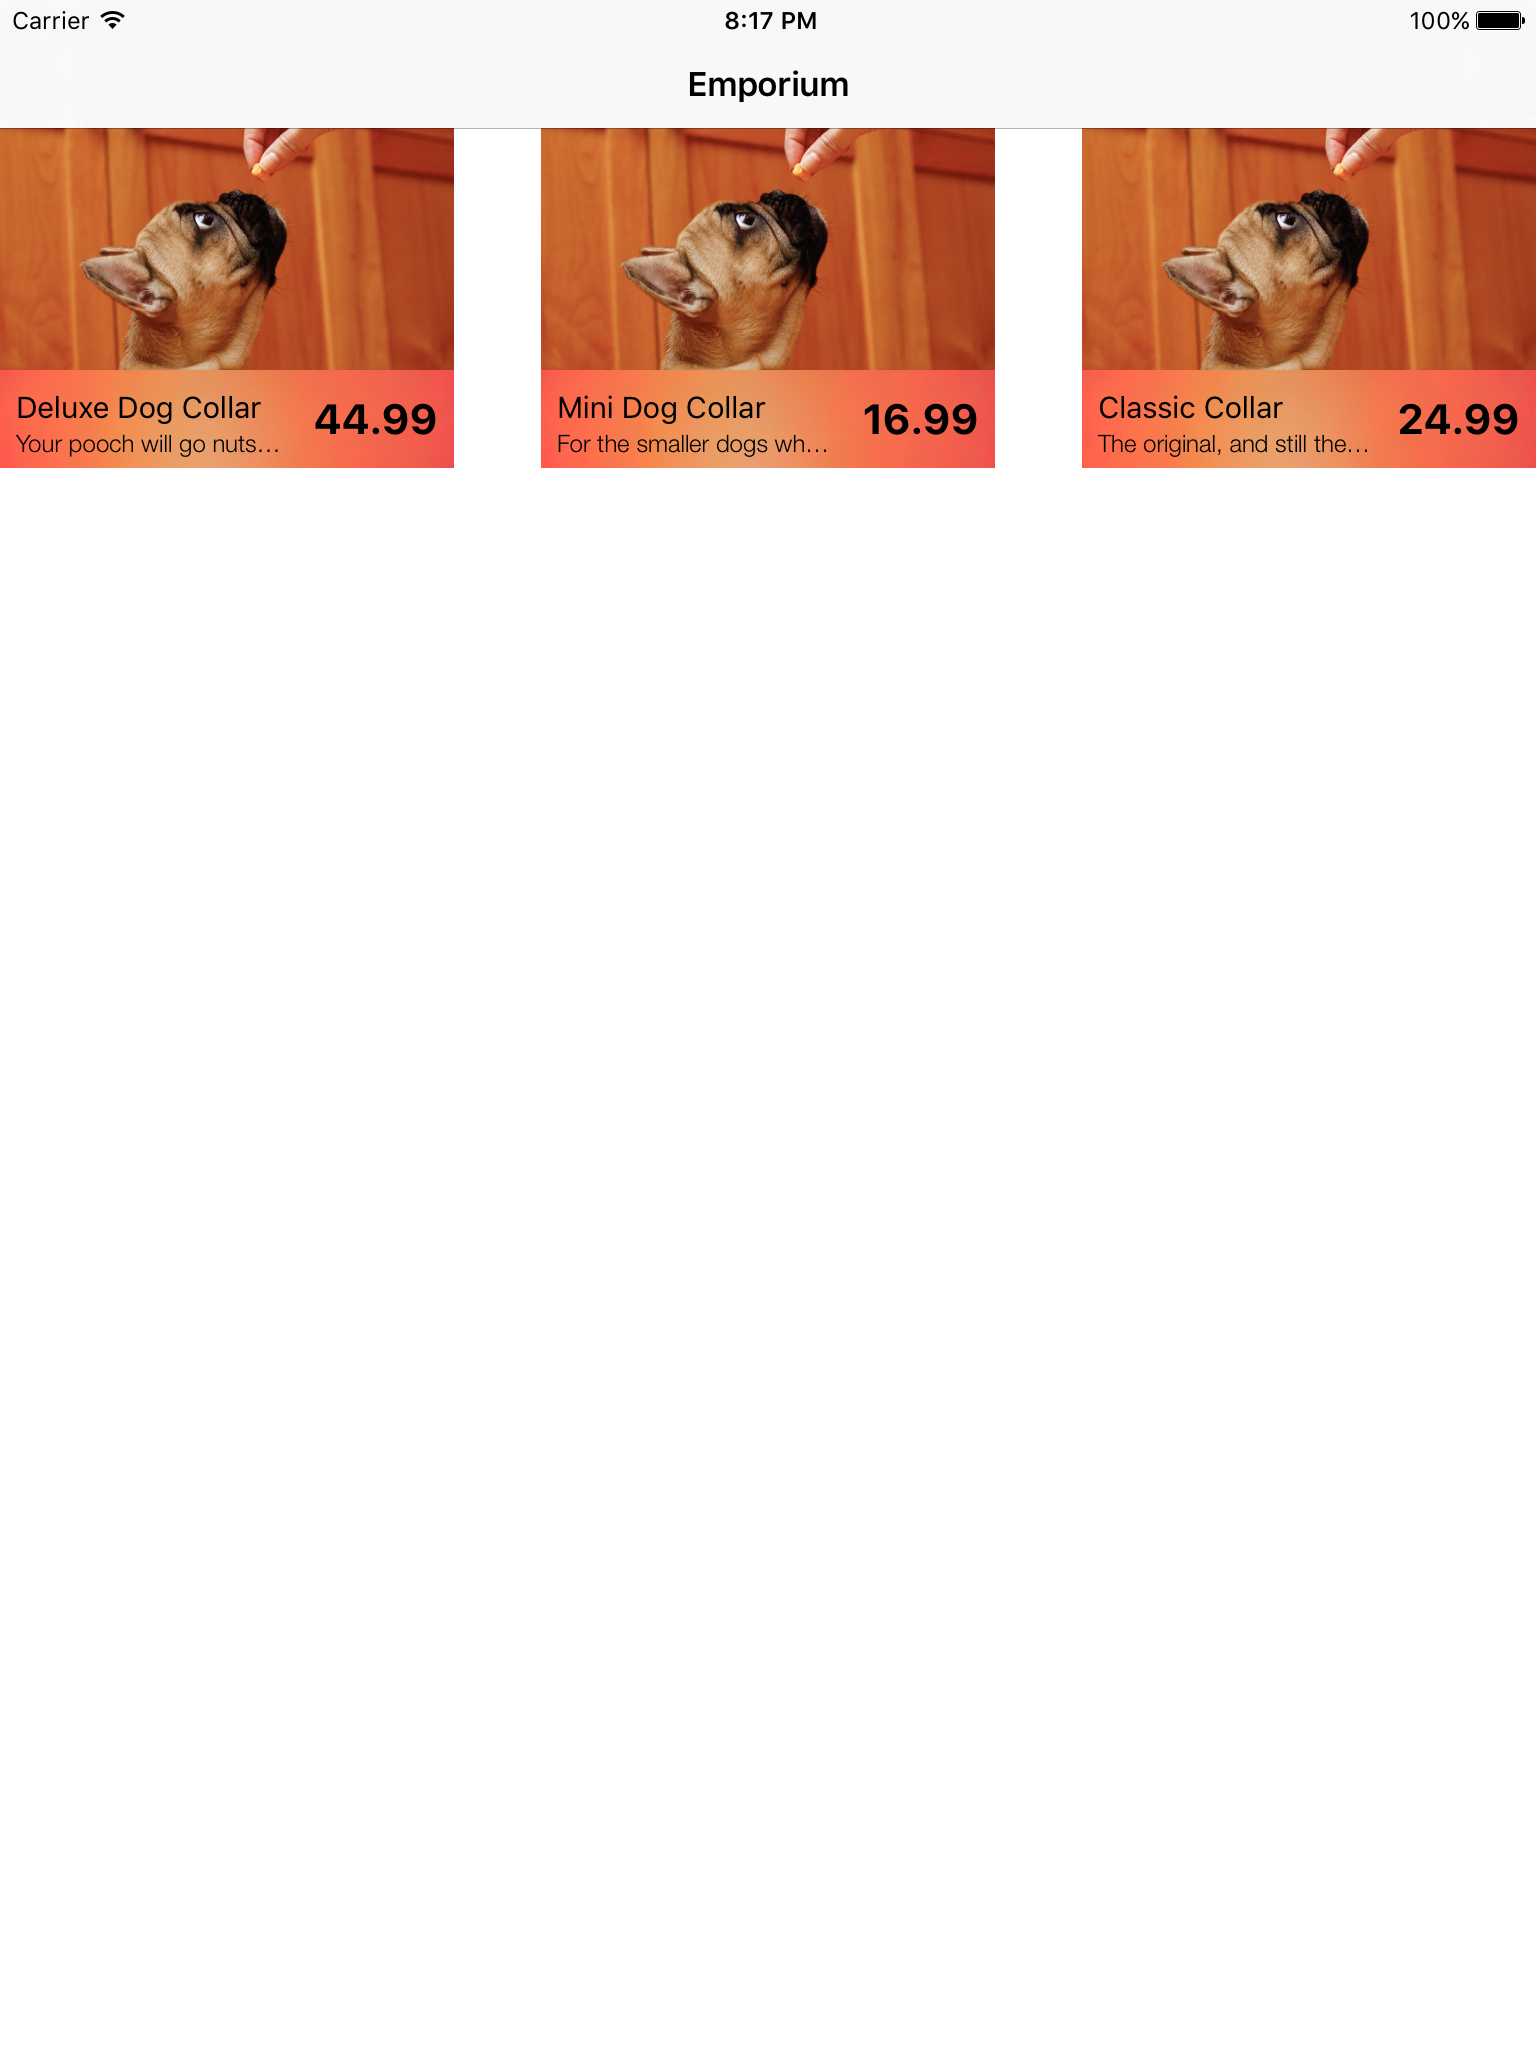 Carrier 8:17 PM 100%
Emporium
Deluxe Dog Collar 44.99
Your pooch will go nuts…
Mini Dog Collar 16.99
For the smaller dogs wh…
Classic Collar 24.99
The original, and still the…